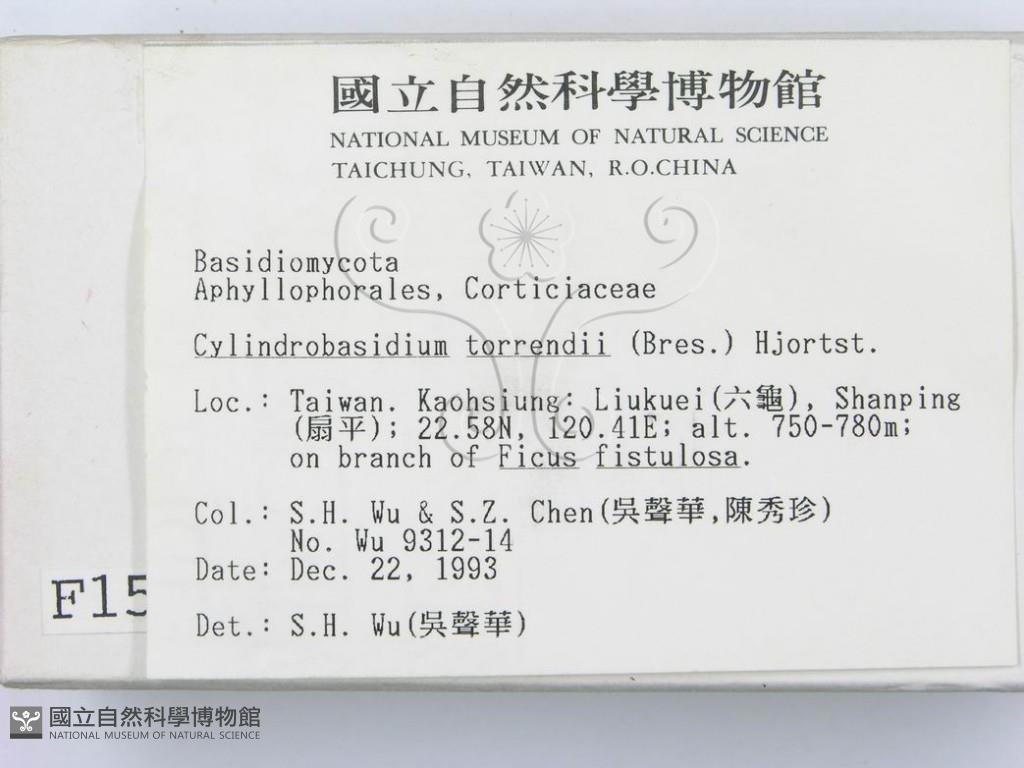 國立自然科學博物館
NATIONAL MUSEUM OF NATURAL SCIENCE
TAICHUNG, TAIWAN, R.O.CHINA
Basidiomycota
Aphyllophorales, Corticiaceae
Cylindrobasidium torrendii (Bres.) Hjortst.
Loc.: Taiwan. Kaohsiung: Liukuei(六龜), Shanping
(扇平); 22.58N, 120.41E; alt. 750-780m;
on branch of Ficus fistulosa.
Col.: S.H. Wu & S.Z. Chen(吳聲華,陳秀珍)
No. Wu 9312-14
Date: Dec. 22, 1993
Det.: S.H. Wu(吳聲華)
F15
國立自然科學博物館
NATIONAL MUSEUM OF NATURAL SCIENCE